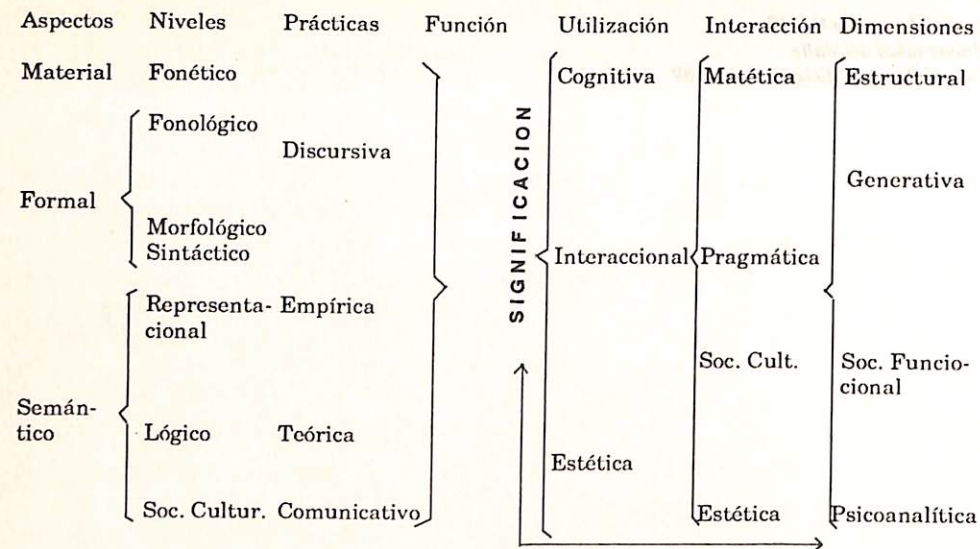 Aspectos Niveles Prácticas Función Utilización Interacción Dimensiones
Material Fonético Cognitiva Matética Estructural
Fonológico
Discursiva
Generativa
Formal
Morfológico
Sintáctico Interaccional Pragmática
SIGNIFICACION
Representa- Empírica
cional
Soc. Cult. Soc. Funcio-
cional
Semán-
tico Lógico Teórica
Estética
Soc. Cultur. Comunicativo Estética Psicoanalítica